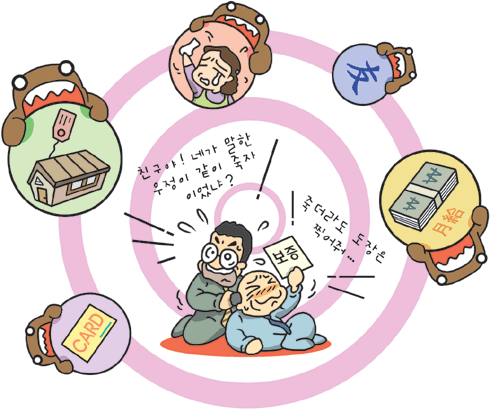 友
친구야! 네가 말한
우정이 같이 죽자
이었냐?
죽더라도 도장은
찍어줘...
보증
月給
CARD